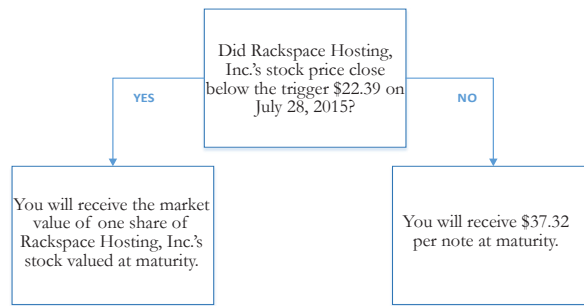 Did Rackspace Hosting,
Inc.'s stock price close
below the trigger $22.39 on
July 28, 2015?
YES
NO
You will receive the market
value of one share of
Rackspace Hosting, Inc.'s
stock valued at maturity.
You will receive $37.32
per note at maturity.